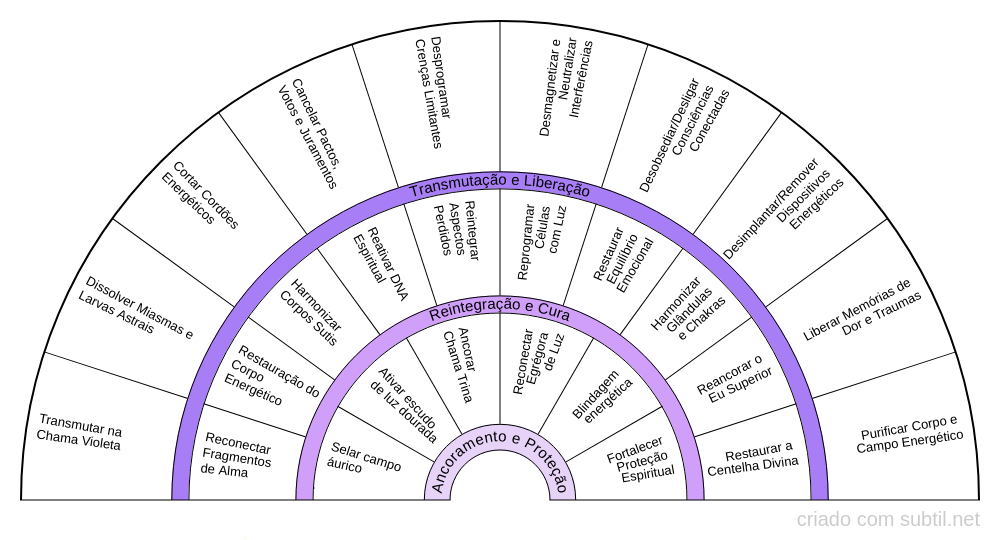 Transmutação e Liberação
Transmutar na
Chama Violeta
Dissolver Miasmas e
Larvas Astrais
Cortar Cordões
Energéticos
Cancelar Pactos,
Votos e Juramentos
Desprogramar
Crenças Limitantes
Desmagnetizar e
Neutralizar
Interferências
Desobsediar/Desligar
Consciências
Conectadas
Desimplantar/Remover
Dispositivos
Energéticos
Liberar Memórias de
Dor e Traumas
Purificar Corpo e
Campo Energético
Reintegração e Cura
Reconectar
Fragmentos
de Alma
Restauração do
Corpo
Energético
Harmonizar
Corpos Sutis
Reativar DNA
Espiritual
Reintegrar
Aspectos
Perdidos
Reprogramar
Células
com Luz
Restaurar
Equilíbrio
Emocional
Harmonizar
Glândulas
e Chakras
Reancorar o
Eu Superior
Restaurar a
Centelha Divina
Ancoramento e Proteção
Selar campo
áurico
Ativar escudo
de luz dourada
Ancorar
Chama Trina
Reconectar
Egrégora
de Luz
Blindagem
energética
Fortalecer
Proteção
Espiritual
criado com subtil.net